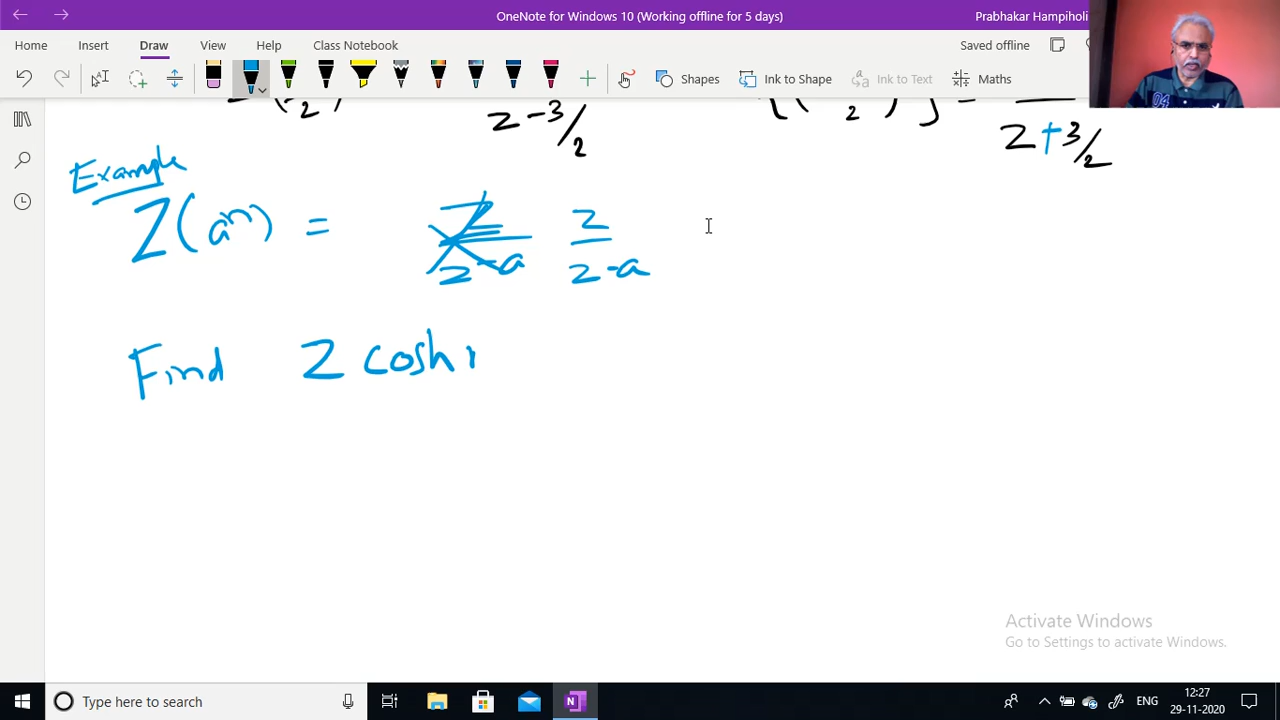 OneNote for Windows 10 (Working offline for 5 days)
Prabhakar Hampiholi
Home Insert Draw View Help Class Notebook
Saved offline
Shapes Ink to Shape Ink to Text Maths
04
z - 3/2
z + 3/2
Example
Z(aⁿ) = z/z-a
Find Z cosh
Activate Windows
Go to Settings to activate Windows.
Type here to search
ENG
12:27
29-11-2020